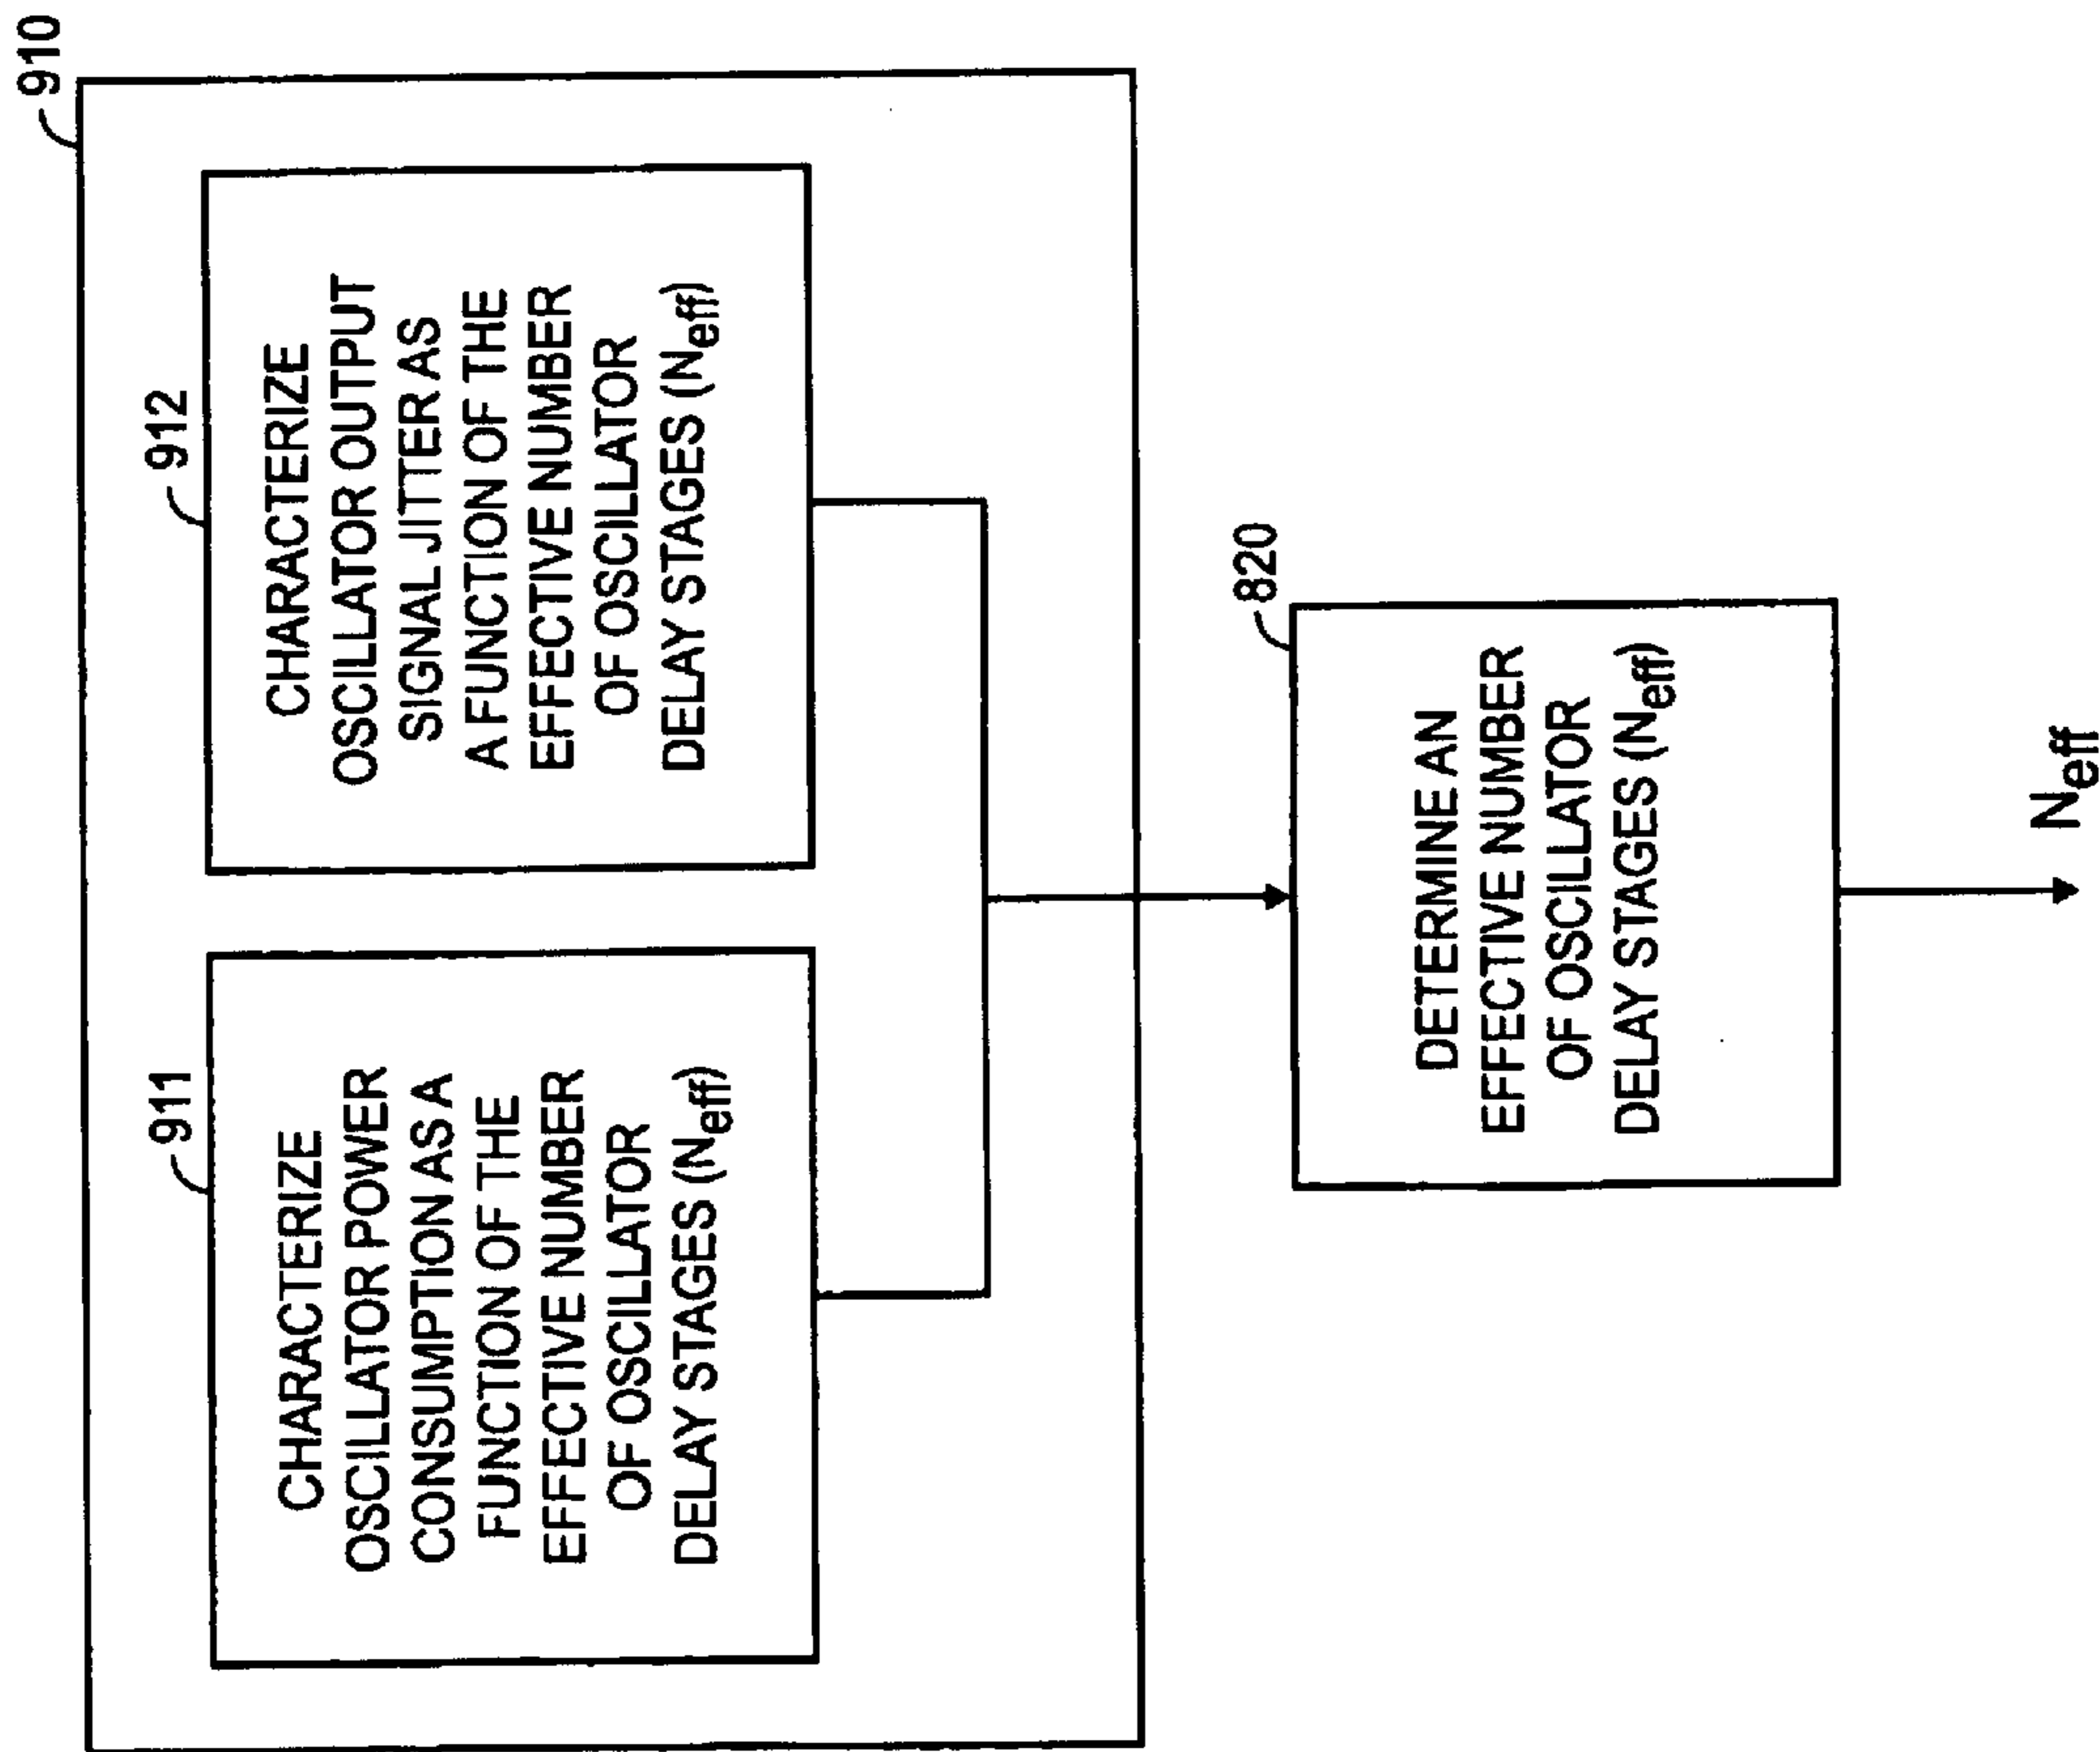 910
911
CHARACTERIZE
OSCILLATOR POWER
CONSUMPTION AS A
FUNCTION OF THE
EFFECTIVE NUMBER
OF OSCILLATOR
DELAY STAGES (Neff)
912
CHARACTERIZE
OSCILLATOR OUTPUT
SIGNAL JITTER AS
A FUNCTION OF THE
EFFECTIVE NUMBER
OF OSCILLATOR
DELAY STAGES (Neff)
820
DETERMINE AN
EFFECTIVE NUMBER
OF OSCILLATOR
DELAY STAGES (Neff)
Neff